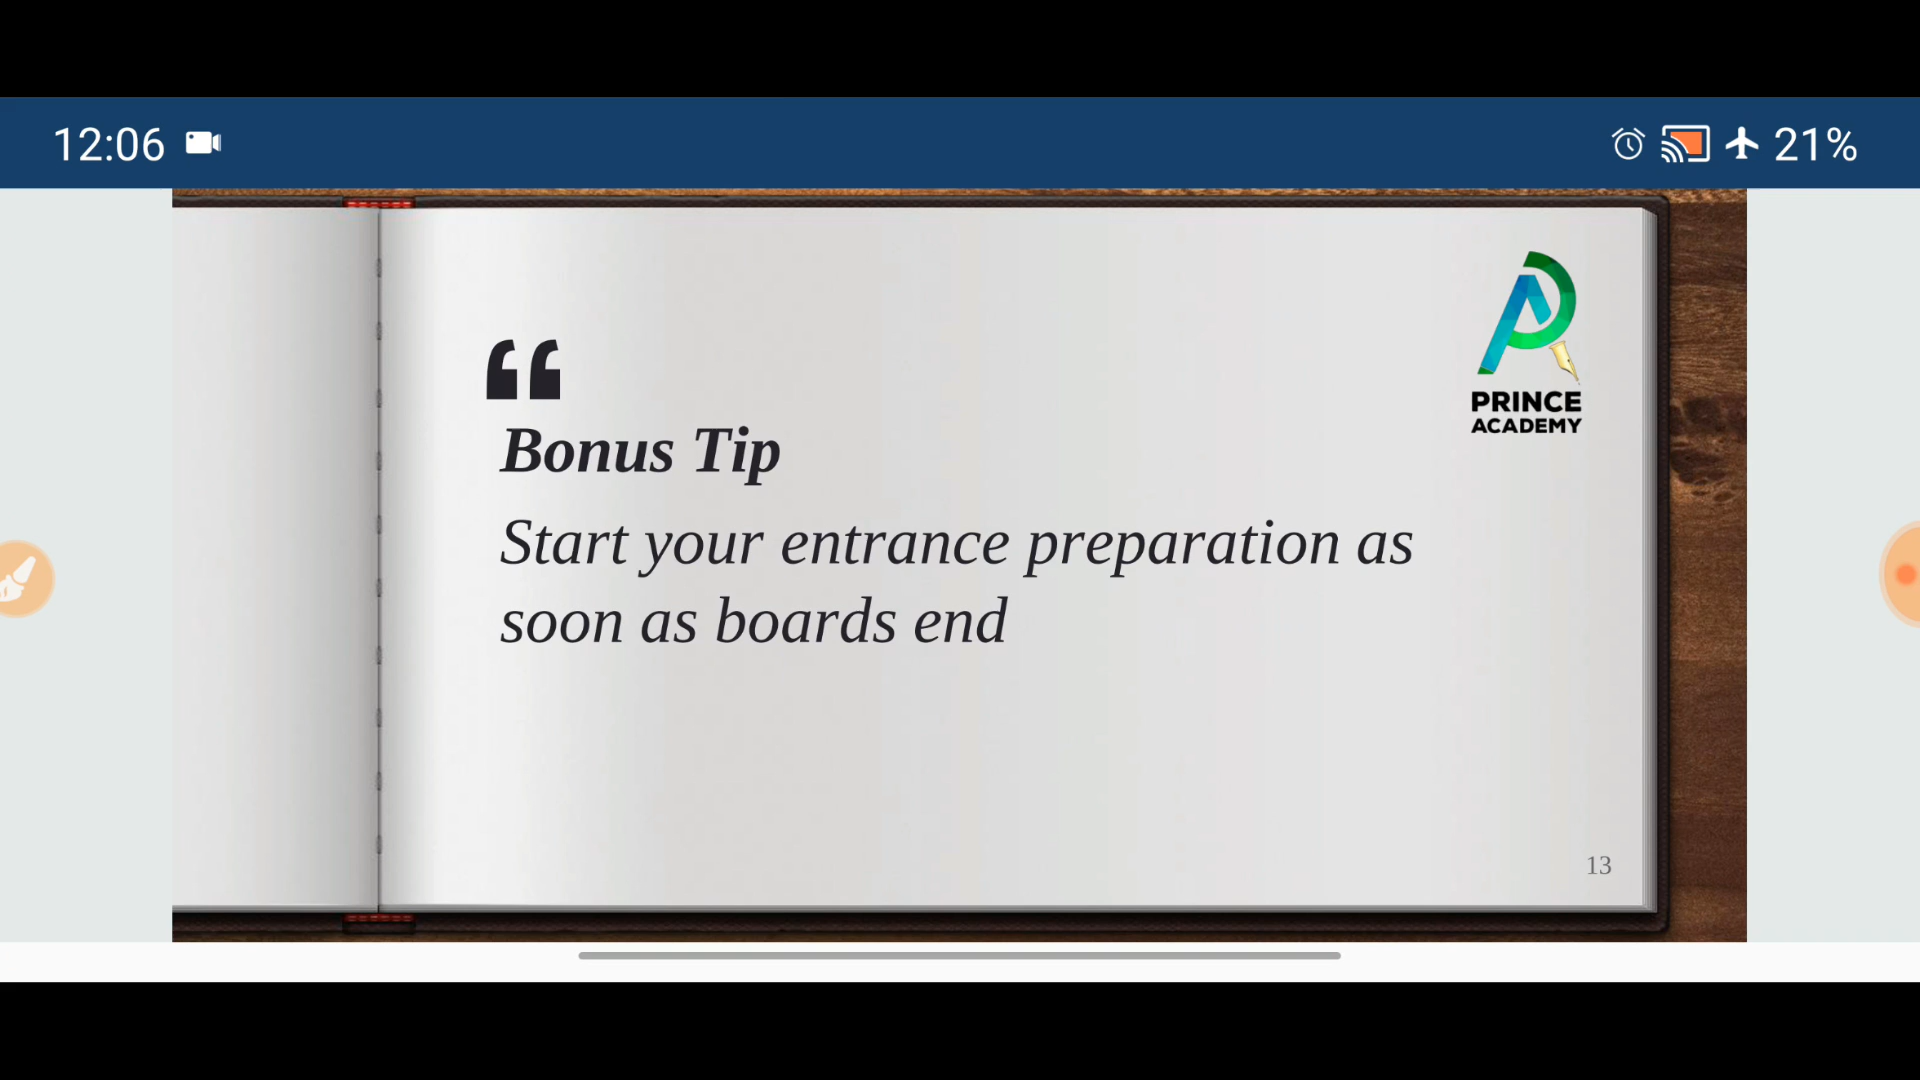 12:06
21%
PRINCE
ACADEMY
“
Bonus Tip
Start your entrance preparation as
soon as boards end
13